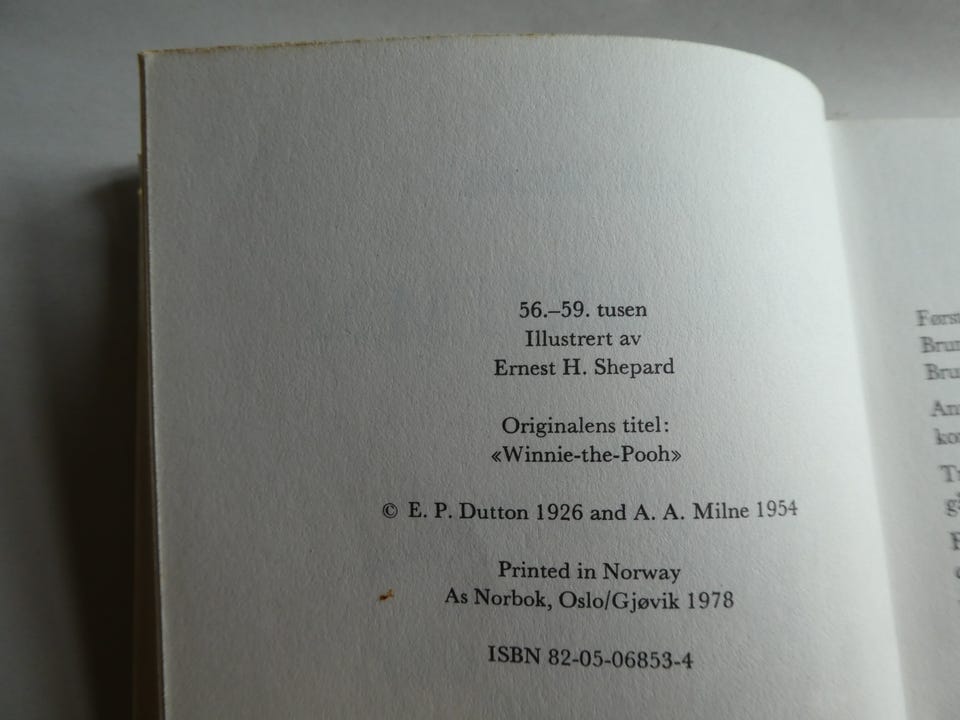 56.–59. tusen
Illustrert av
Ernest H. Shepard
Originalens titel:
«Winnie-the-Pooh»
© E. P. Dutton 1926 and A. A. Milne 1954
Printed in Norway
As Norbok, Oslo/Gjøvik 1978
ISBN 82-05-06853-4